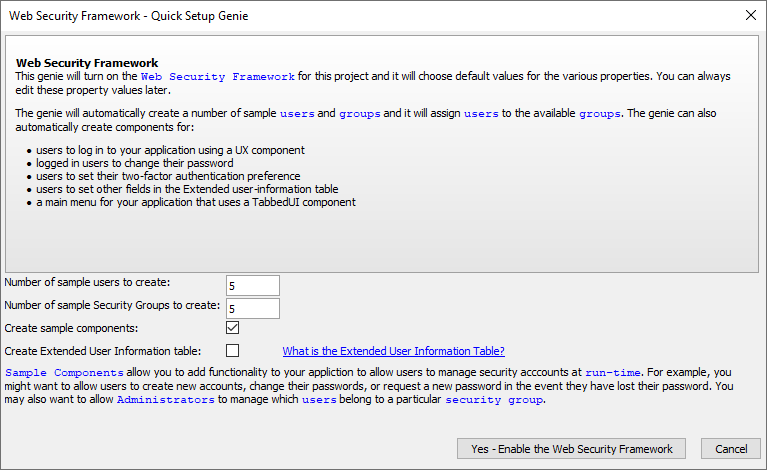 Web Security Framework - Quick Setup Genie
Web Security Framework
This genie will turn on the Web Security Framework for this project and it will choose default values for the various properties. You can always
edit these property values later.
The genie will automatically create a number of sample users and groups and it will assign users to the available groups. The genie can also
automatically create components for:
• users to log in to your application using a UX component
• logged in users to change their password
• users to set their two-factor authentication preference
• users to set other fields in the Extended user-information table
• a main menu for your application that uses a TabbedUI component
Number of sample users to create: 5
Number of sample Security Groups to create: 5
Create sample components:
Create Extended User Information table: What is the Extended User Information Table?
Sample Components allow you to add functionality to your appliction to allow users to manage security acccounts at run-time. For example, you
might want to allow users to create new accounts, change their passwords, or request a new password in the event they have lost their password. You
may also want to allow Administrators to manage which users belong to a particular security group.
Yes - Enable the Web Security Framework Cancel